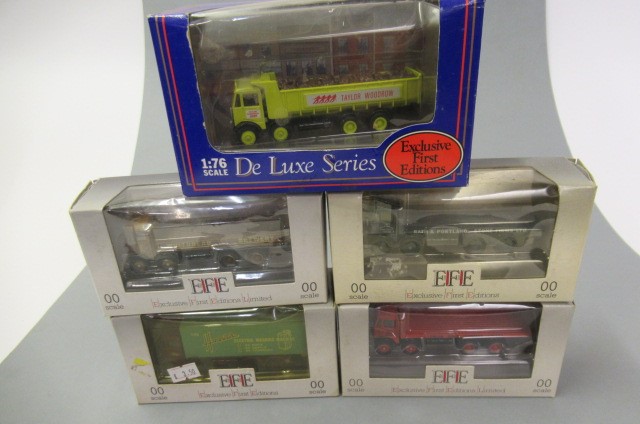 TAYLOR WOODROW
1:76
SCALE
De Luxe Series
Exclusive
First
Editions
00
scale
EFE
Exclusive First Editions Limited
00
scale
00
scale
EFE
Exclusive First Editions
00
scale
00
scale
EFE
Exclusive First Editions
00
scale
00
scale
EFE
Exclusive First Editions Limited
00
scale